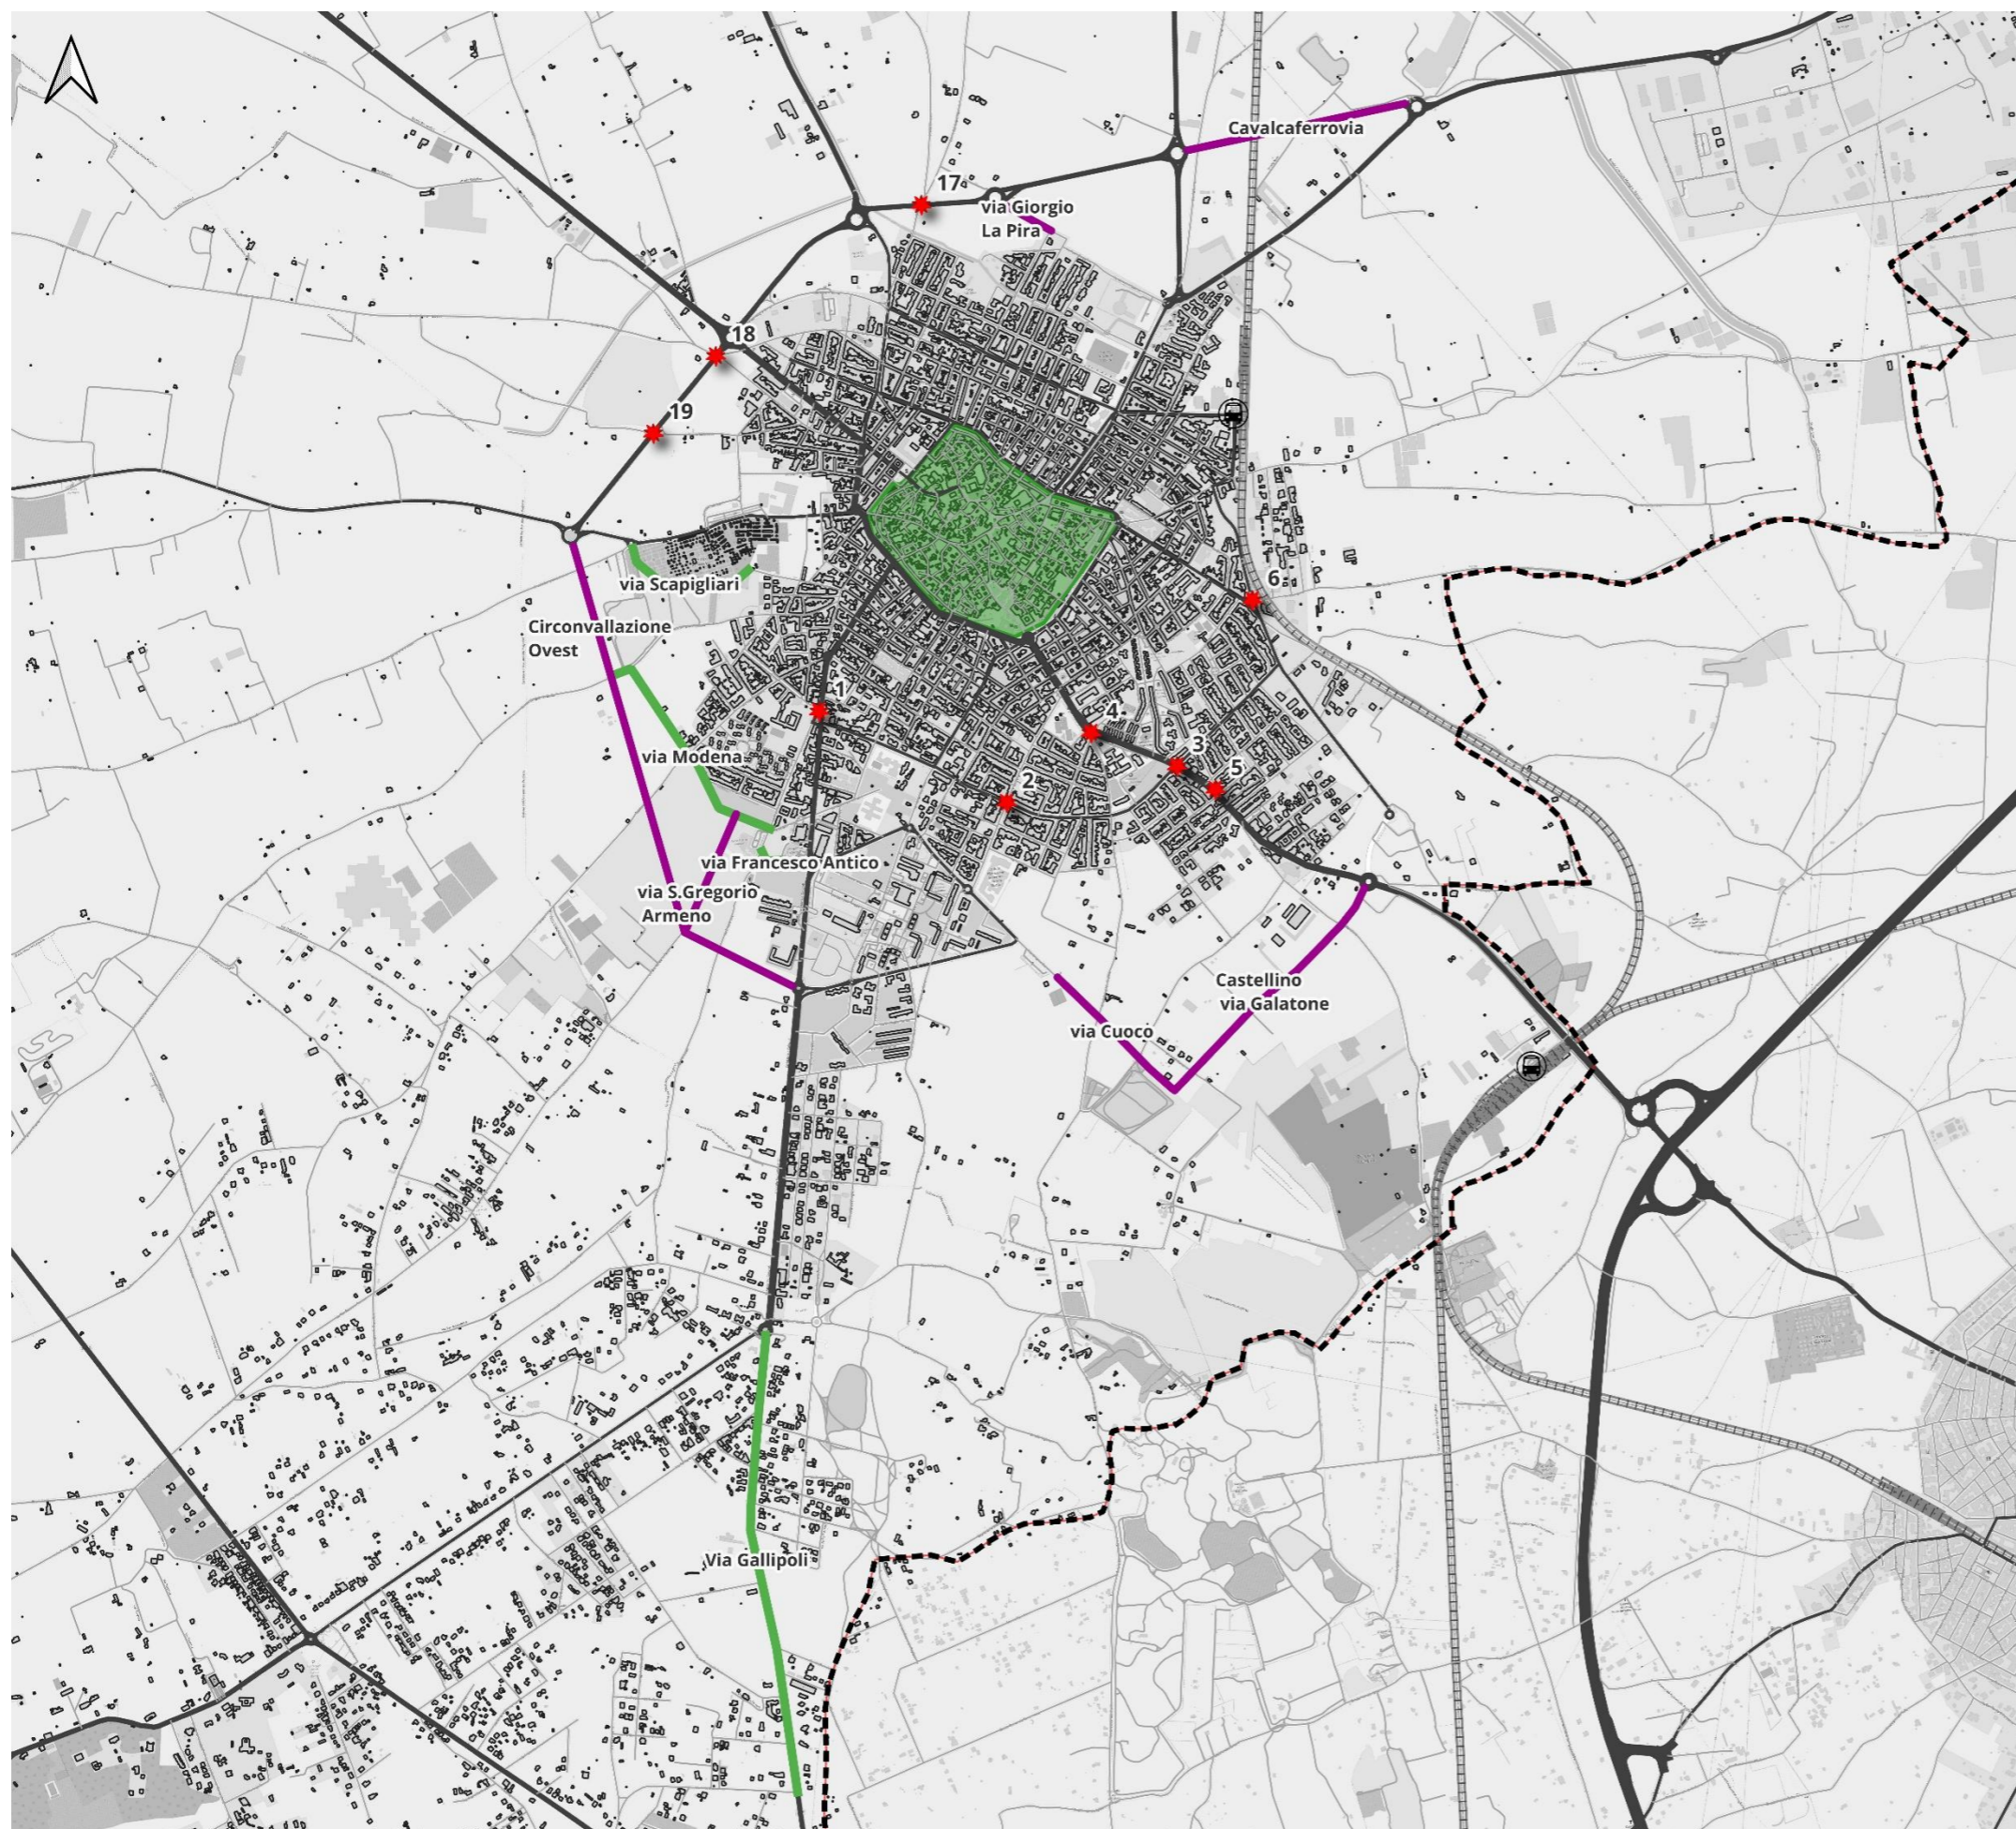 Cavalcaferrovia
17
via Giorgio
La Pira
18
19
via Scapigliari
6
Circonvallazione
Ovest
1
4
3
via Modena
5
2
via Francesco Antico
via S.Gregorio
Armeno
Castellino
via Galatone
via Cuoco
Via Gallipoli